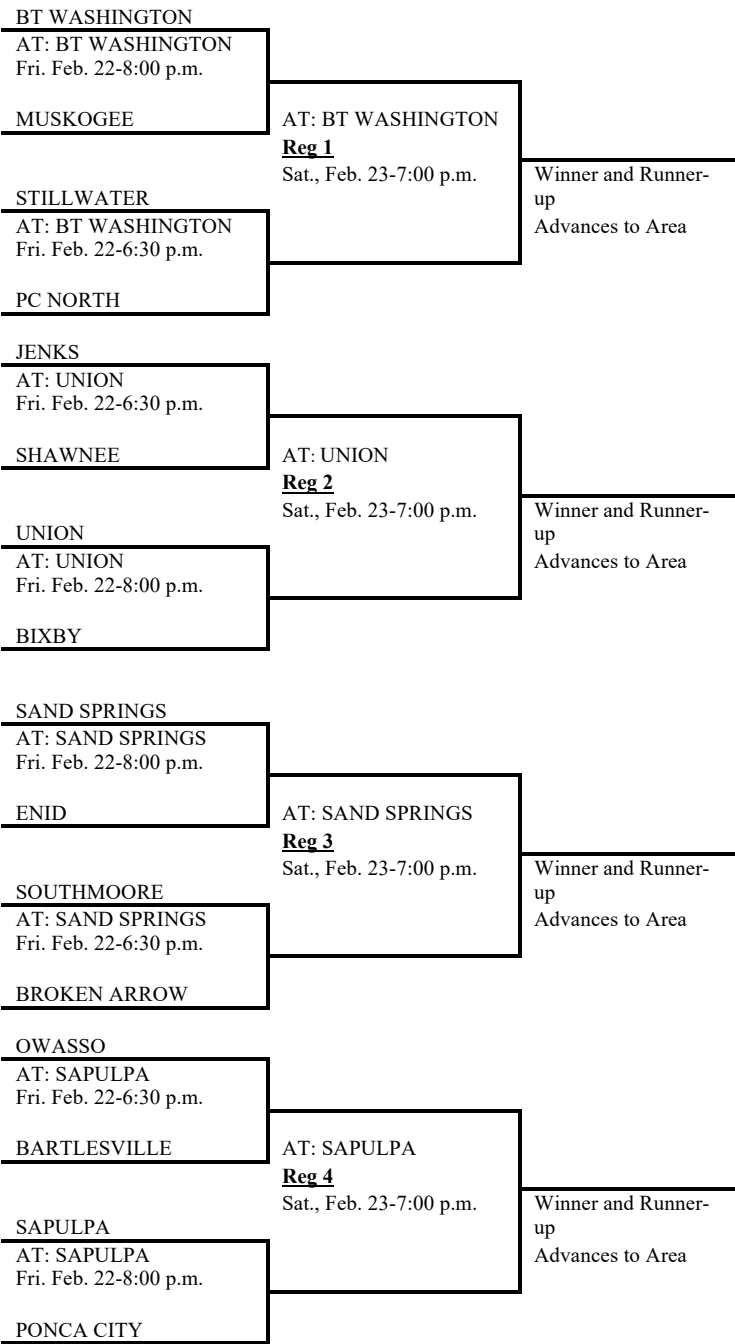 BT WASHINGTON
AT: BT WASHINGTON
Fri. Feb. 22-8:00 p.m.
MUSKOGEE
AT: BT WASHINGTON
Reg 1
Sat., Feb. 23-7:00 p.m.
Winner and Runner-
up
Advances to Area
STILLWATER
AT: BT WASHINGTON
Fri. Feb. 22-6:30 p.m.
PC NORTH
JENKS
AT: UNION
Fri. Feb. 22-6:30 p.m.
SHAWNEE
AT: UNION
Reg 2
Sat., Feb. 23-7:00 p.m.
Winner and Runner-
up
Advances to Area
UNION
AT: UNION
Fri. Feb. 22-8:00 p.m.
BIXBY
SAND SPRINGS
AT: SAND SPRINGS
Fri. Feb. 22-8:00 p.m.
ENID
AT: SAND SPRINGS
Reg 3
Sat., Feb. 23-7:00 p.m.
Winner and Runner-
up
Advances to Area
SOUTHMOORE
AT: SAND SPRINGS
Fri. Feb. 22-6:30 p.m.
BROKEN ARROW
OWASSO
AT: SAPULPA
Fri. Feb. 22-6:30 p.m.
BARTLESVILLE
AT: SAPULPA
Reg 4
Sat., Feb. 23-7:00 p.m.
Winner and Runner-
up
Advances to Area
SAPULPA
AT: SAPULPA
Fri. Feb. 22-8:00 p.m.
PONCA CITY